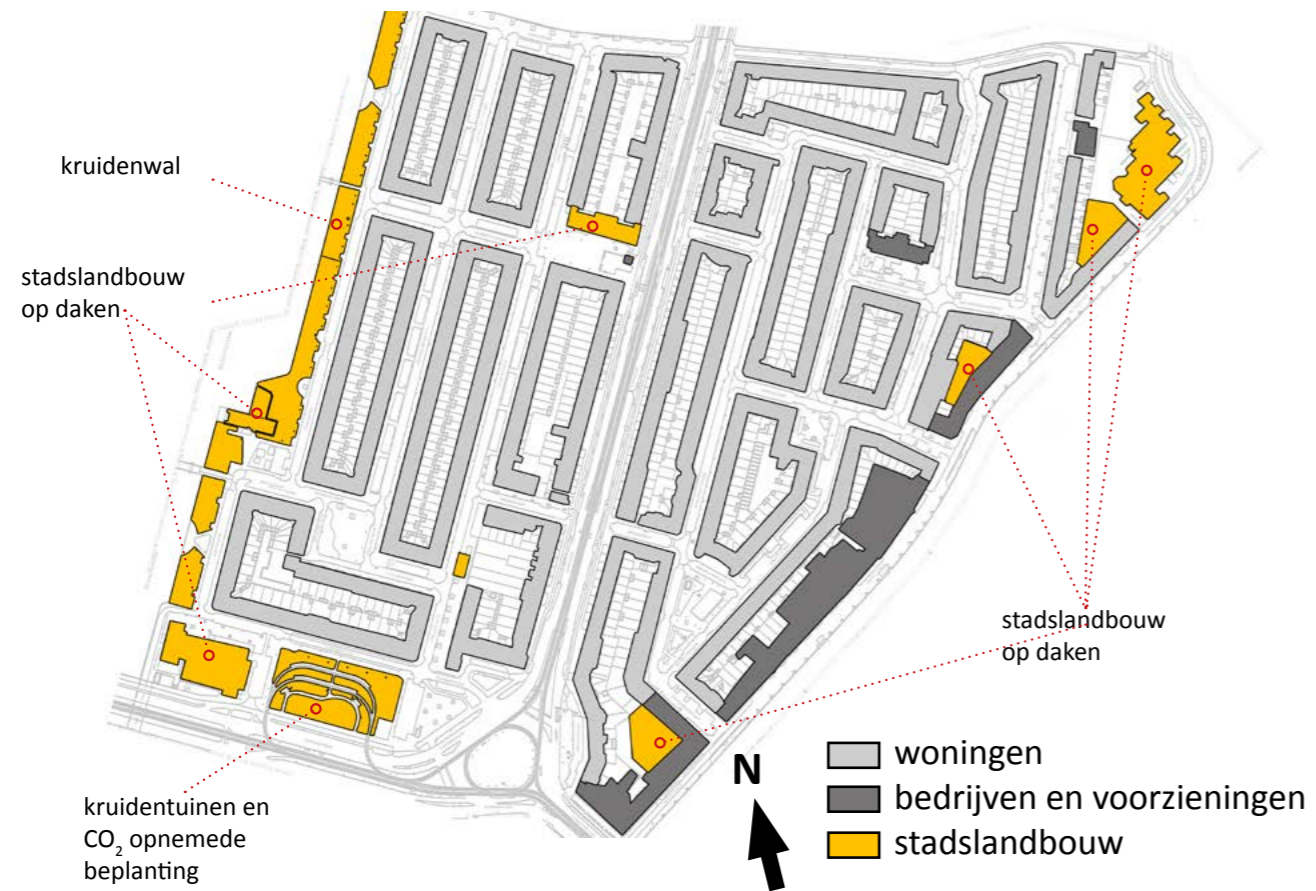 kruidenwal
stadslandbouw
op daken
kruidentuinen en
CO₂ opnemede
beplanting
stadslandbouw
op daken
N
woningen
bedrijven en voorzieningen
stadslandbouw